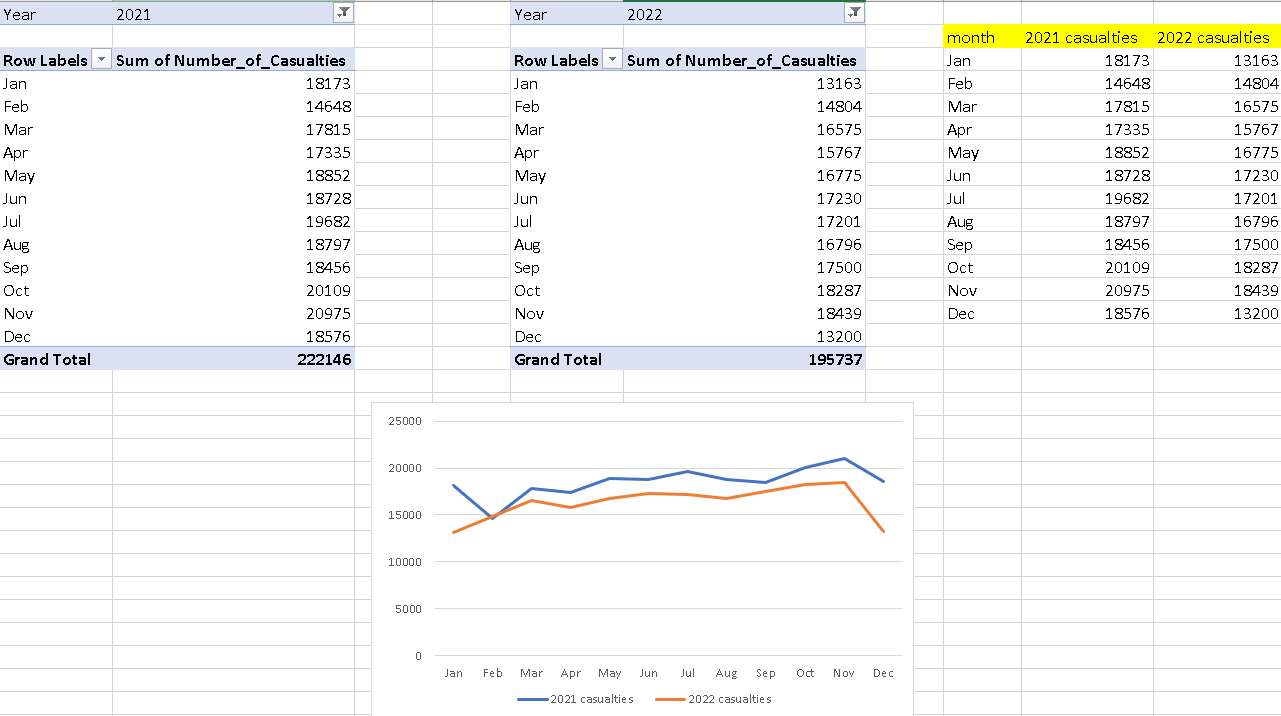 Year 2021
Row Labels Sum of Number_of_Casualties
Jan 18173
Feb 14648
Mar 17815
Apr 17335
May 18852
Jun 18728
Jul 19682
Aug 18797
Sep 18456
Oct 20109
Nov 20975
Dec 18576
Grand Total 222146
Year 2022
Row Labels Sum of Number_of_Casualties
Jan 13163
Feb 14804
Mar 16575
Apr 15767
May 16775
Jun 17230
Jul 17201
Aug 16796
Sep 17500
Oct 18287
Nov 18439
Dec 13200
Grand Total 195737
month 2021 casualties 2022 casualties
Jan 18173 13163
Feb 14648 14804
Mar 17815 16575
Apr 17335 15767
May 18852 16775
Jun 18728 17230
Jul 19682 17201
Aug 18797 16796
Sep 18456 17500
Oct 20109 18287
Nov 20975 18439
Dec 18576 13200
25000
20000
15000
10000
5000
0
Jan Feb Mar Apr May Jun Jul Aug Sep Oct Nov Dec
2021 casualties 2022 casualties